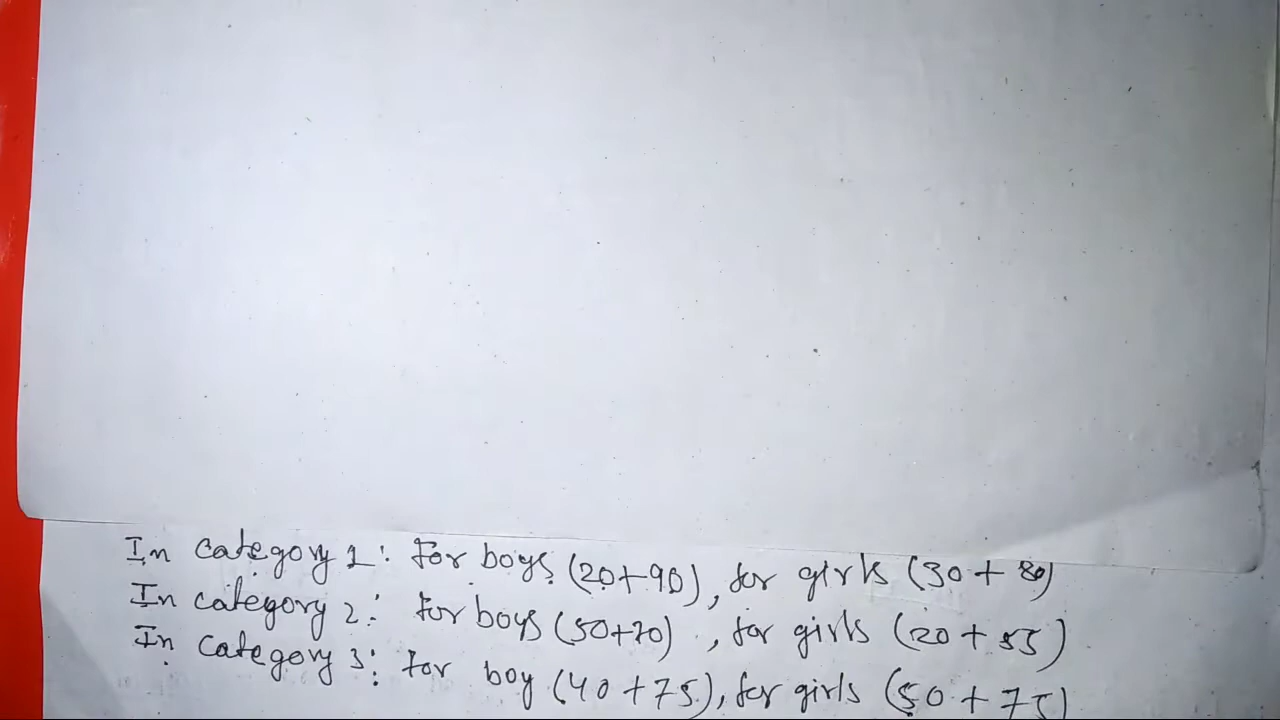 In category 1: for boys (20+90), for girls (30+80)
In category 2: for boys (50+70), for girls (20+55)
In category 3: for boy (40+75), for girls (50+75)